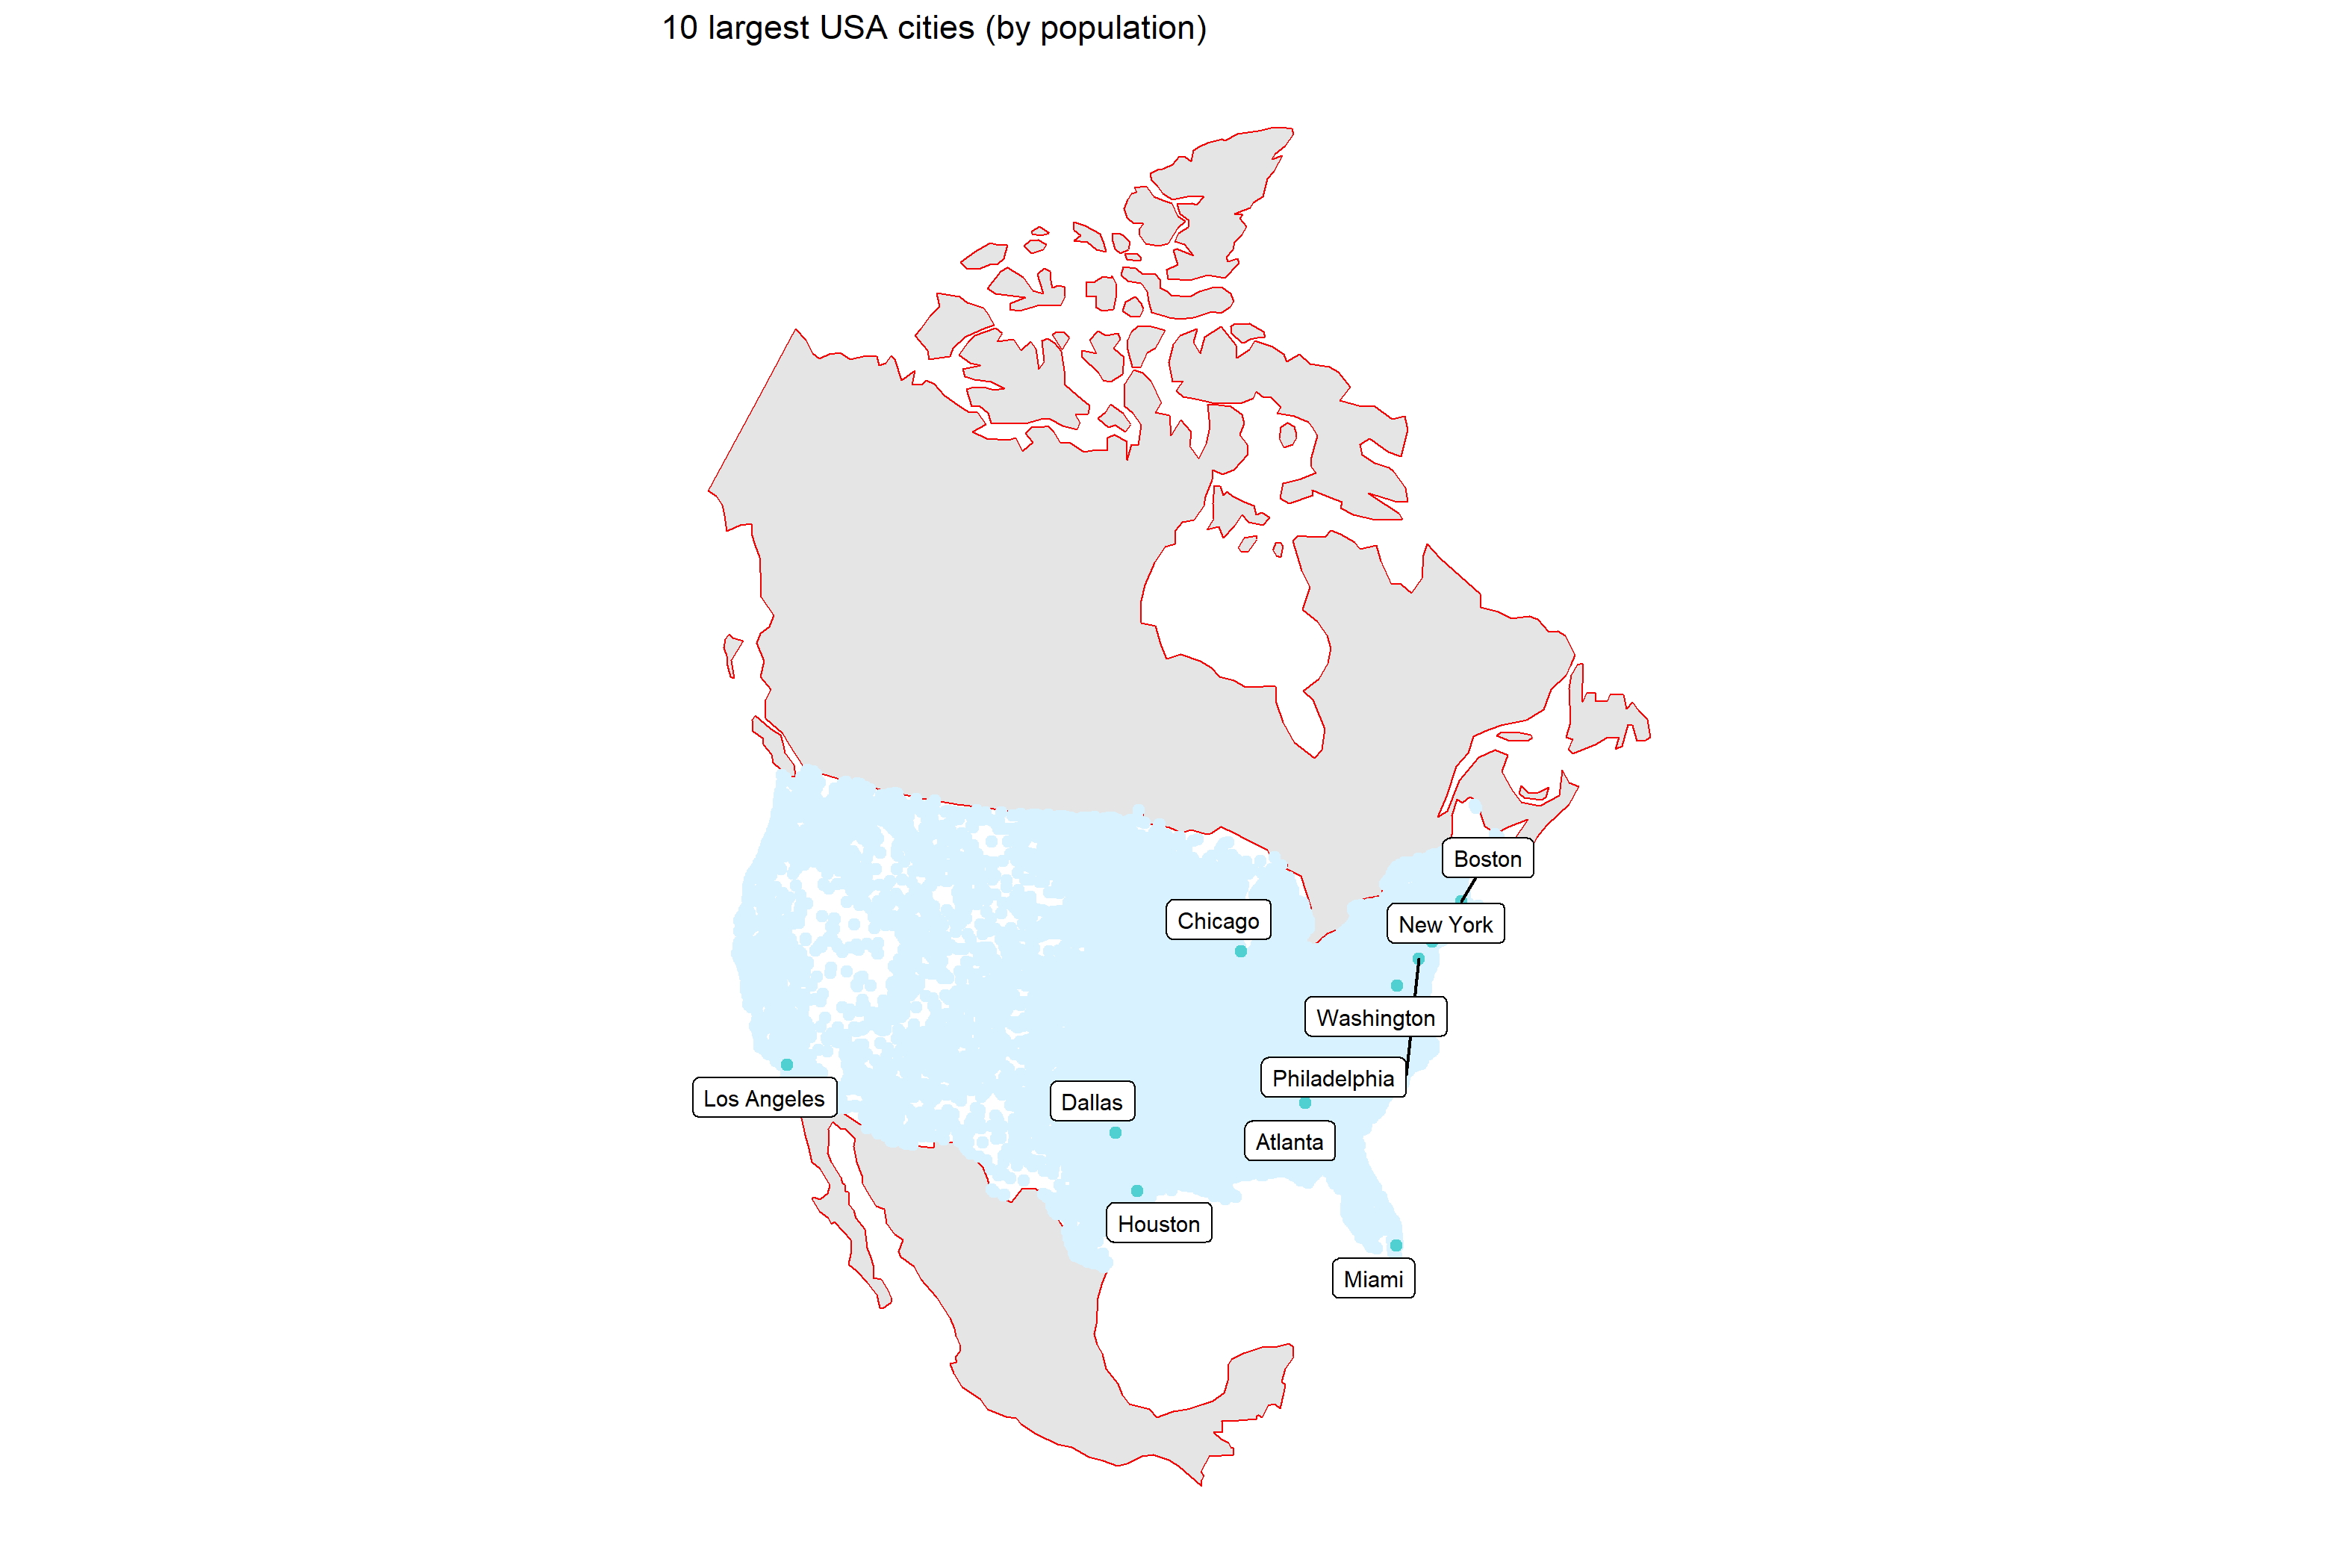 10 largest USA cities (by population)
Boston
Chicago
New York
Washington
Philadelphia
Los Angeles
Dallas
Atlanta
Houston
Miami